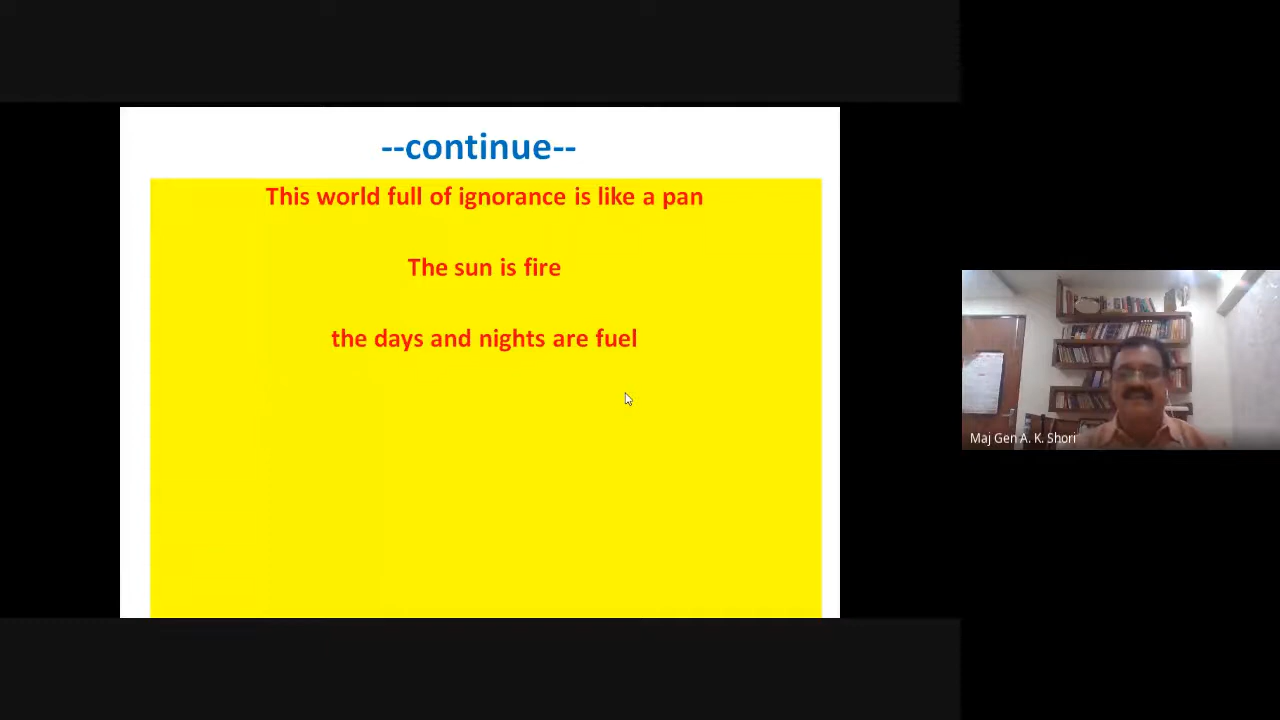 --continue--
This world full of ignorance is like a pan
The sun is fire
the days and nights are fuel
Maj Gen A. K. Shori